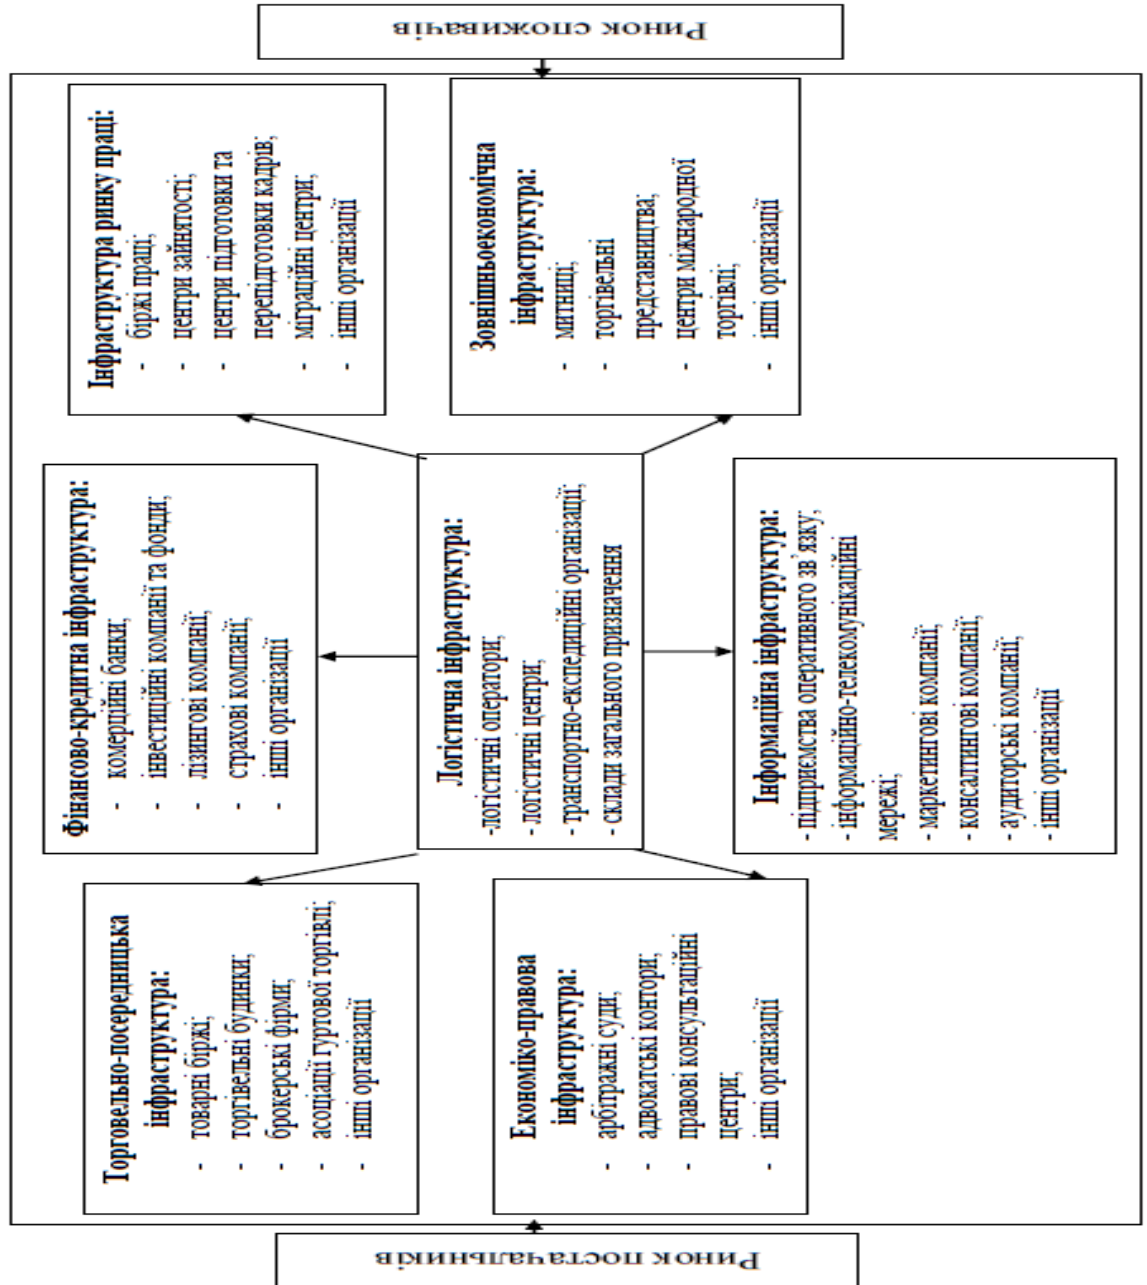 Ринок споживачів
Торговельно-посередницька
інфраструктура:
- товарні біржі;
- торгівельні будинки;
- брокерські фірми;
- асоціації гуртової торгівлі;
- інші організації
Фінансово-кредитна інфраструктура:
- комерційні банки;
- інвестиційні компанії та фонди;
- лізингові компанії;
- страхові компанії;
- інші організації
Інфраструктура ринку праці:
- біржі праці;
- центри зайнятості;
- центри підготовки та
перепідготовки кадрів;
- міграційні центри;
- інші організації
Логістична інфраструктура:
-логістичні оператори;
- логістичні центри;
- транспортно-експедиційні організації;
- склади загального призначення
Економіко-правова
інфраструктура:
- арбітражні суди;
- адвокатські контори;
- правові консультаційні
центри;
- інші організації
Інформаційна інфраструктура:
- підприємства оперативного зв'язку;
- інформаційно-телекомунікаційні
мережі;
- маркетингові компанії;
- консалтингові компанії;
- аудиторські компанії;
- інші організації
Зовнішньоекономічна
інфраструктура:
- митниці;
- торгівельні
представництва;
- центри міжнародної
торгівлі;
- інші організації
Ринок постачальників